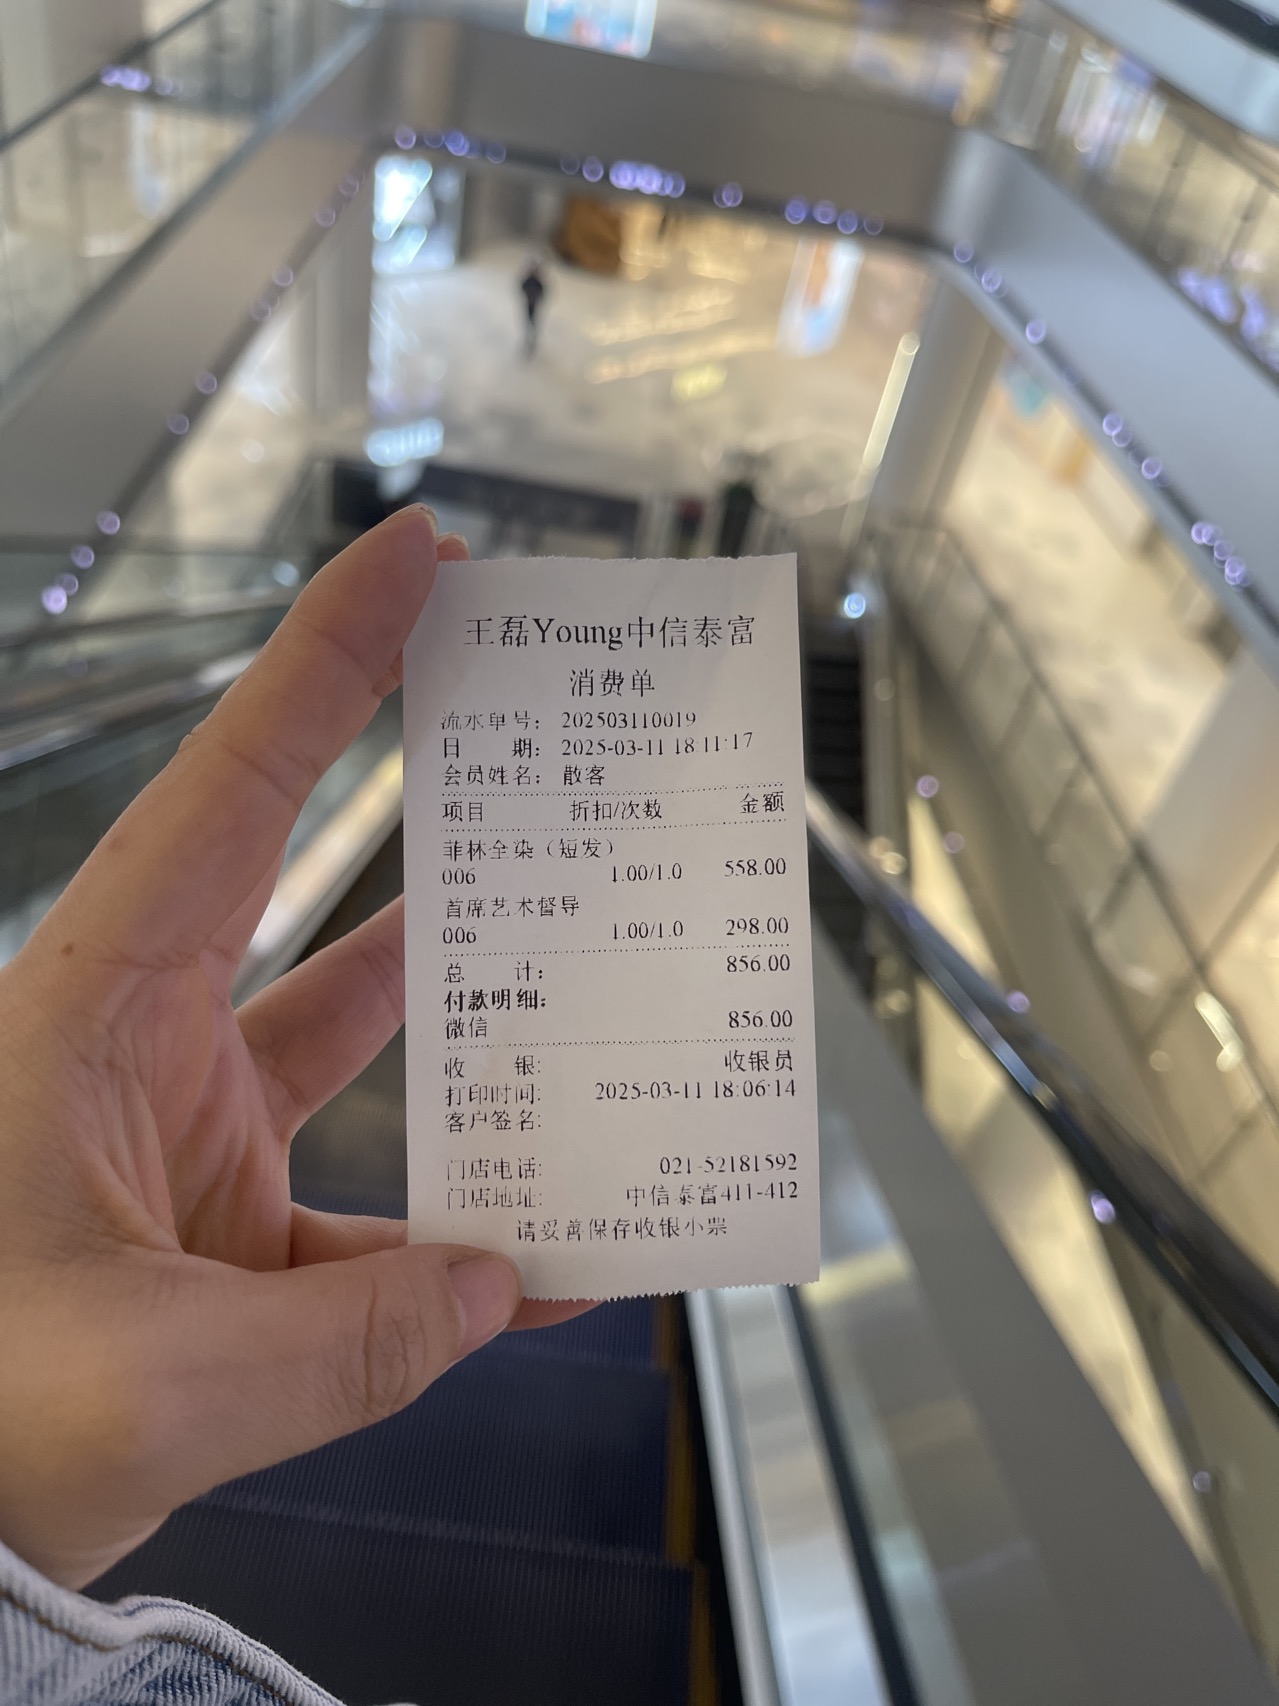 王磊Young中信泰富
消费单
流水单号： 202503110019
日 期： 2025-03-11 18:11:17
会员姓名： 散客
项目 折扣/次数 金额
菲林全染（短发）
006 1.00/1.0 558.00
首席艺术督导
006 1.00/1.0 298.00
总 计： 856.00
付款明细：
微信 856.00
收 银: 收银员
打印时间: 2025-03-11 18:06:14
客户签名:
门店电话: 021-52181592
门店地址: 中信泰富411-412
请妥善保存收银小票